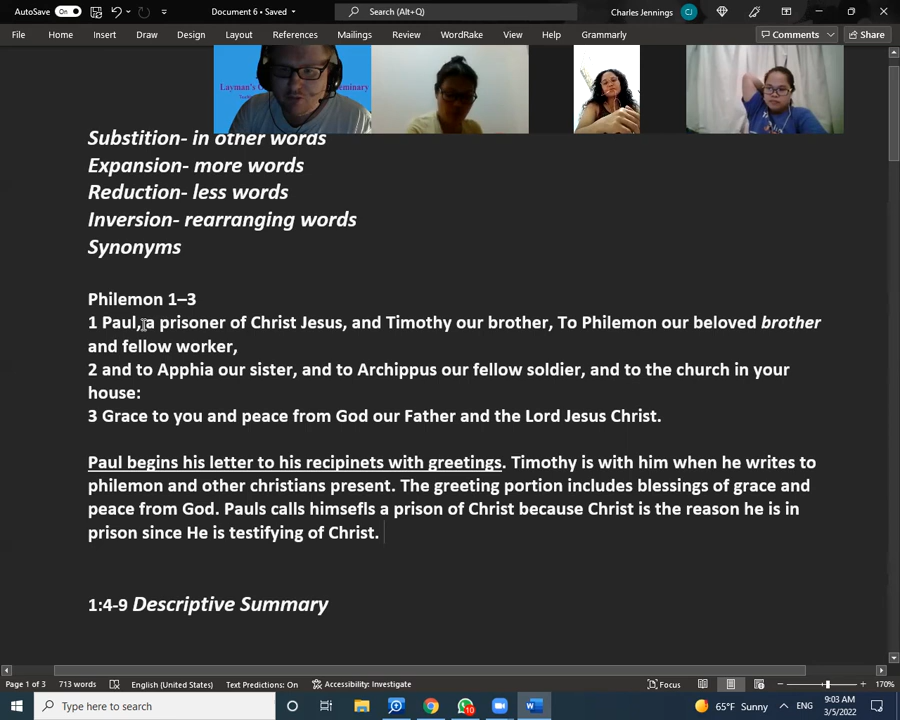 AutoSave On Document 6 • Saved Search (Alt+Q) Charles Jennings CJ
File Home Insert Draw Design Layout References Mailings Review WordRake View Help Grammarly Comments Share
Layman's
Seminary
Substition- in other words
Expansion- more words
Reduction- less words
Inversion- rearranging words
Synonyms
Philemon 1–3
1 Paul, a prisoner of Christ Jesus, and Timothy our brother, To Philemon our beloved brother
and fellow worker,
2 and to Apphia our sister, and to Archippus our fellow soldier, and to the church in your
house:
3 Grace to you and peace from God our Father and the Lord Jesus Christ.
Paul begins his letter to his recipinets with greetings. Timothy is with him when he writes to
philemon and other christians present. The greeting portion includes blessings of grace and
peace from God. Pauls calls himsefls a prison of Christ because Christ is the reason he is in
prison since He is testifying of Christ.
1:4-9 Descriptive Summary
Page 1 of 3 713 words English (United States) Text Predictions: On Accessibility: Investigate Focus 170%
Type here to search 10 65°F Sunny ENG 9:03 AM
3/5/2022